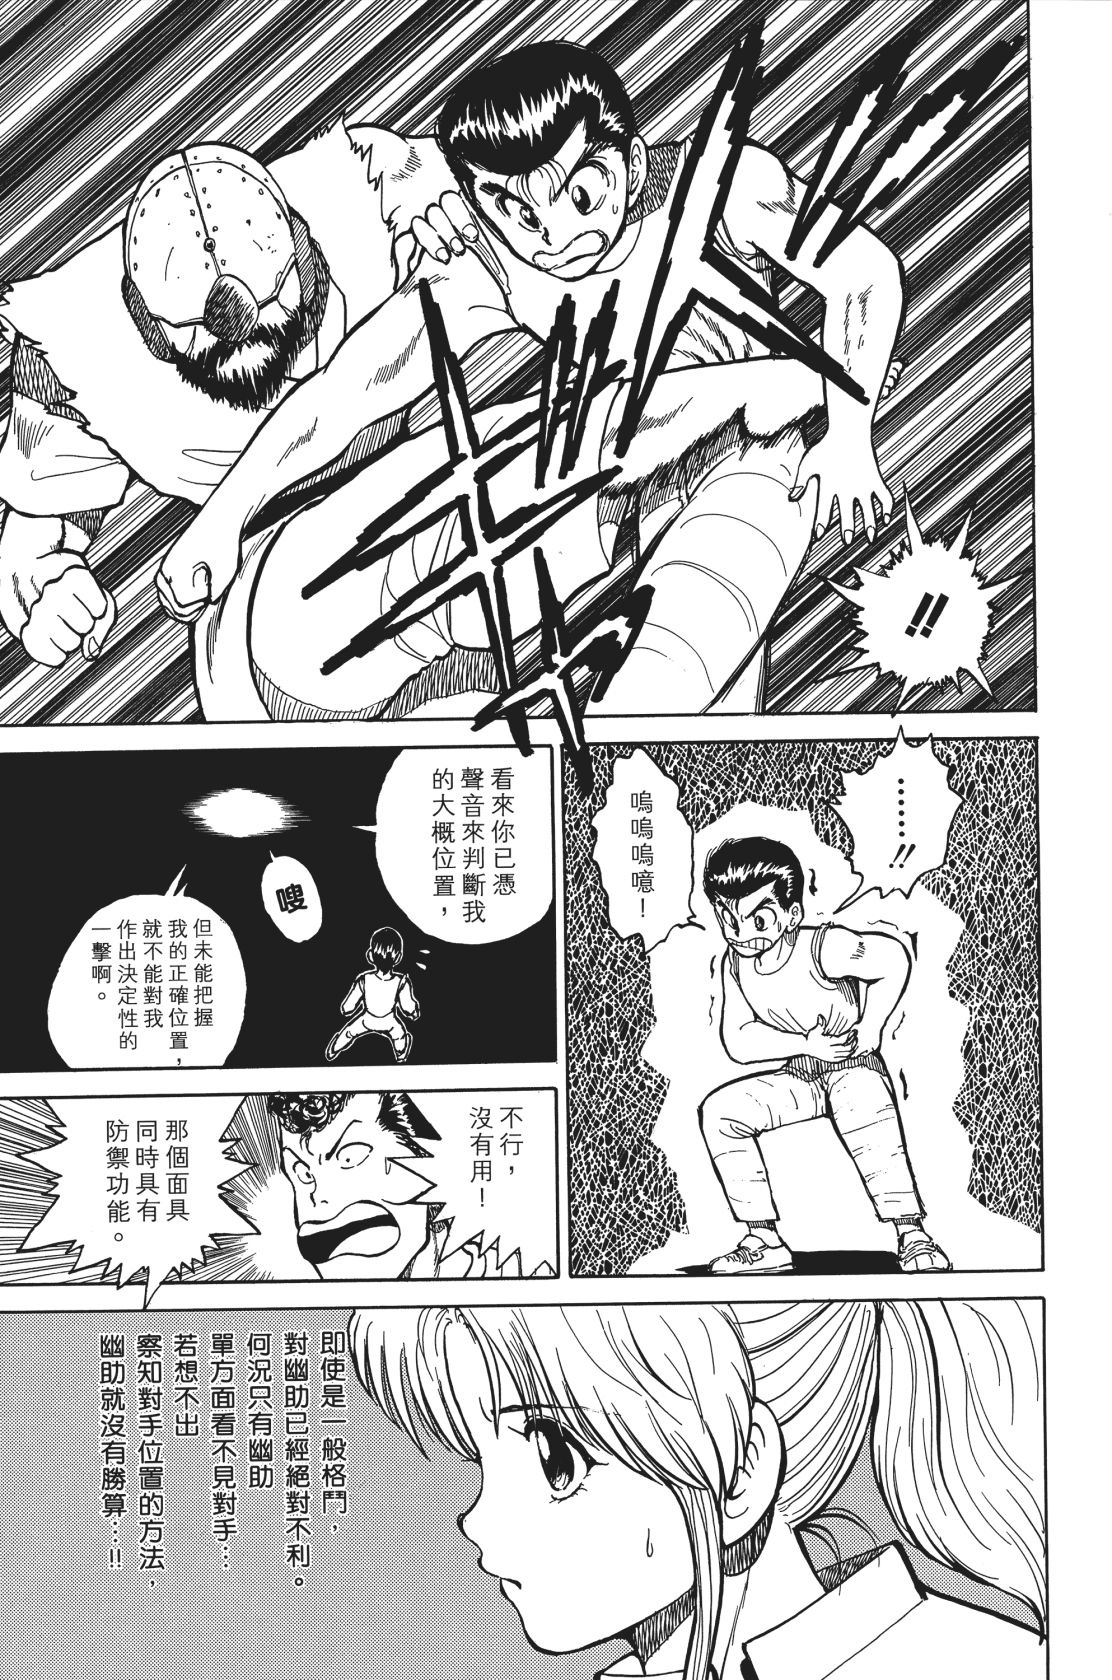 !!
……!!
嗚嗚嗚噫！
看來你已憑
聲音來判斷我
的大概位置，
嗖
但未能把握
我的正確位置，
就不能對我
作出決定性的
一擊啊。
不行，
沒有用！
那個面具
同時具有
防禦功能。
即使是一般格鬥，
對幽助已經絕對不利。
何況只有幽助
單方面看不見對手…
若想不出
察知對手位置的方法，
幽助就沒有勝算…!!